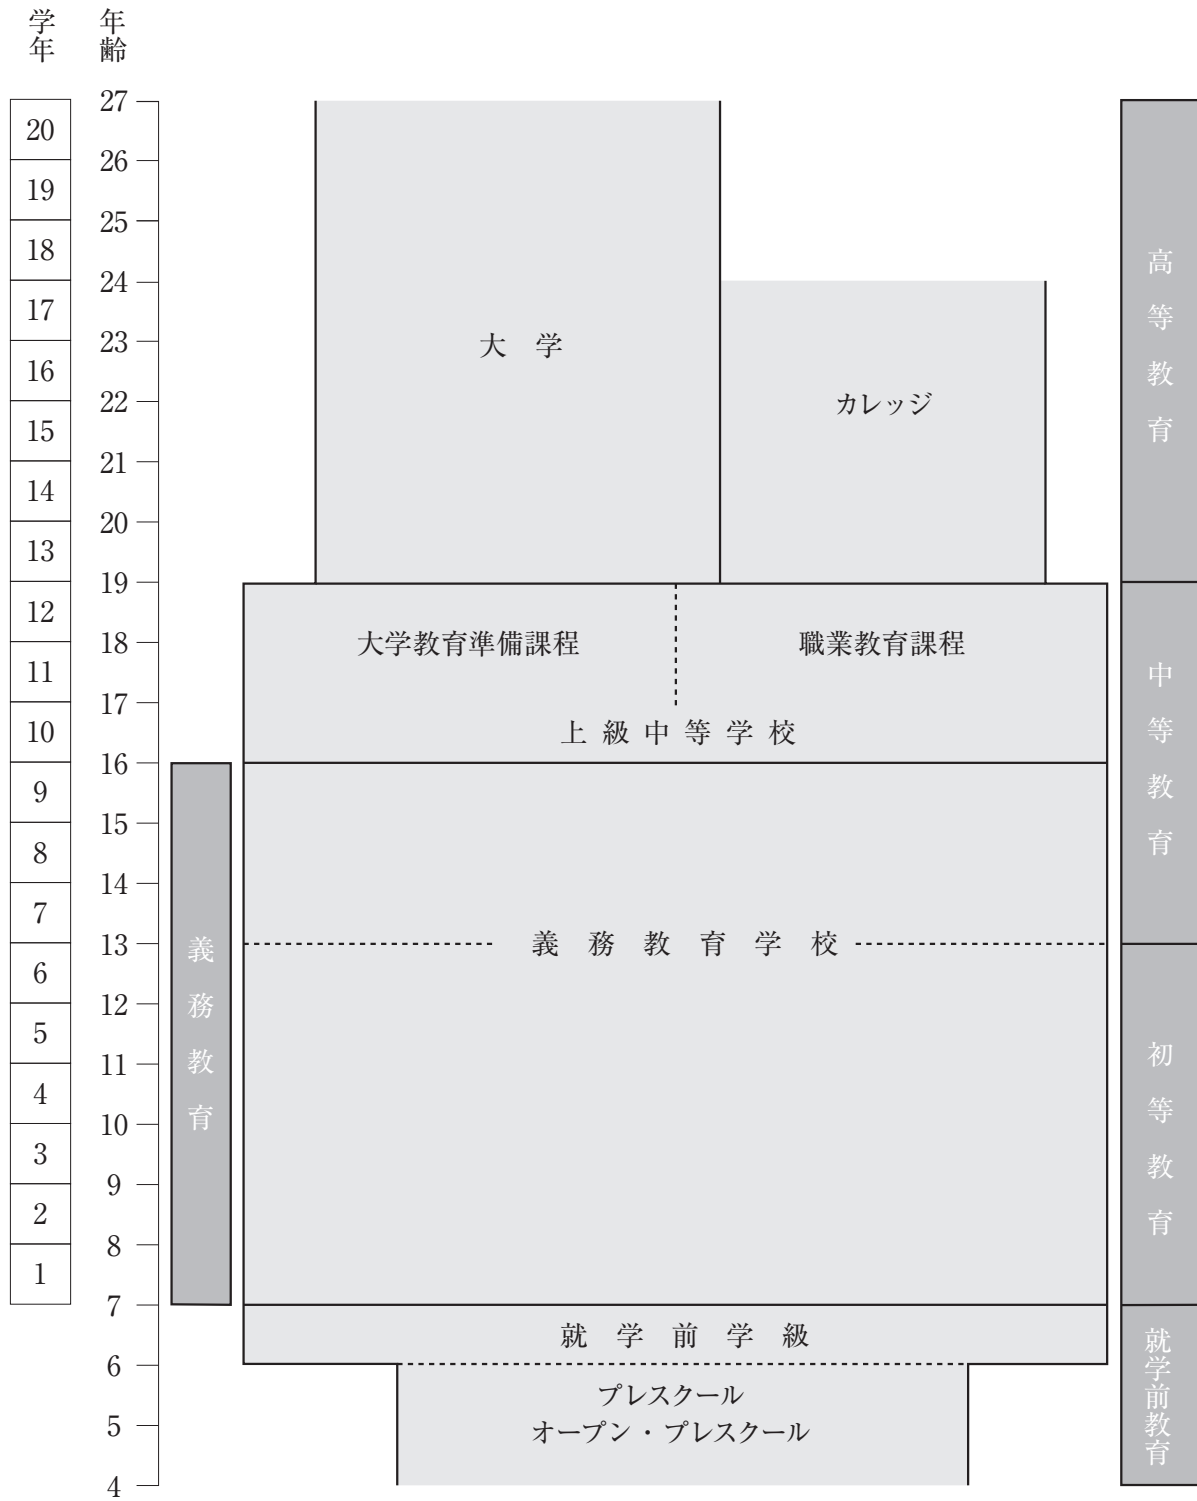 学年
年齢
20
19
18
17
16
15
14
13
12
11
10
9
8
7
6
5
4
3
2
1
27
26
25
24
23
22
21
20
19
18
17
16
15
14
13
12
11
10
9
8
7
6
5
4
義務教育
大学
カレッジ
大学教育準備課程
職業教育課程
上級中等学校
義務教育学校
就学前学級
プレスクール
オープン・プレスクール
高等教育
中等教育
初等教育
就学前教育